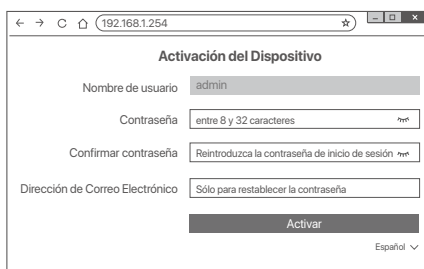 192.168.1.254
Activación del Dispositivo
Nombre de usuario admin
Contraseña entre 8 y 32 caracteres
Confirmar contraseña Reintroduzca la contraseña de inicio de sesión
Dirección de Correo Electrónico Sólo para restablecer la contraseña
Activar
Español